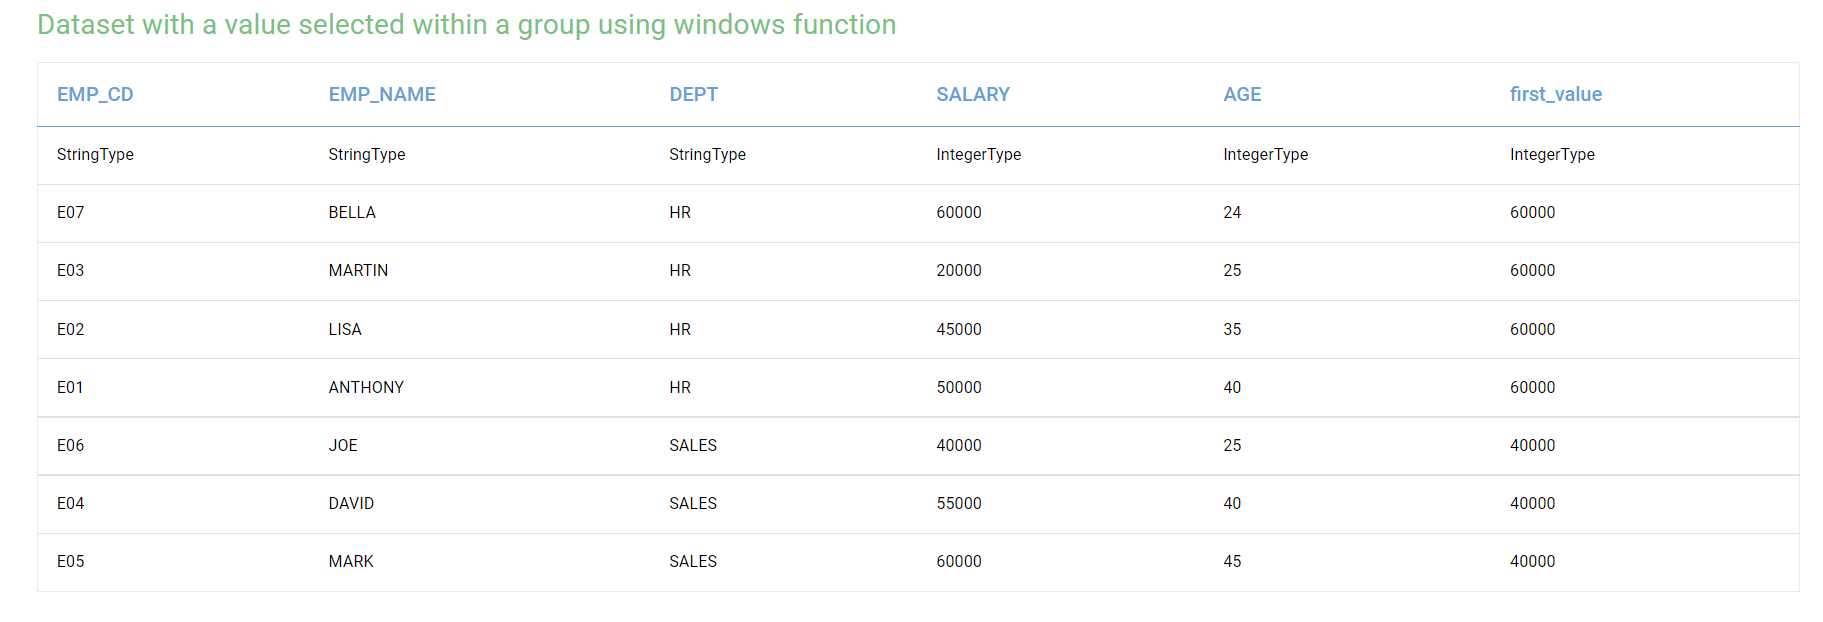 Dataset with a value selected within a group using windows function
EMP_CD EMP_NAME DEPT SALARY AGE first_value
StringType StringType StringType IntegerType IntegerType IntegerType
E07 BELLA HR 60000 24 60000
E03 MARTIN HR 20000 25 60000
E02 LISA HR 45000 35 60000
E01 ANTHONY HR 50000 40 60000
E06 JOE SALES 40000 25 40000
E04 DAVID SALES 55000 40 40000
E05 MARK SALES 60000 45 40000